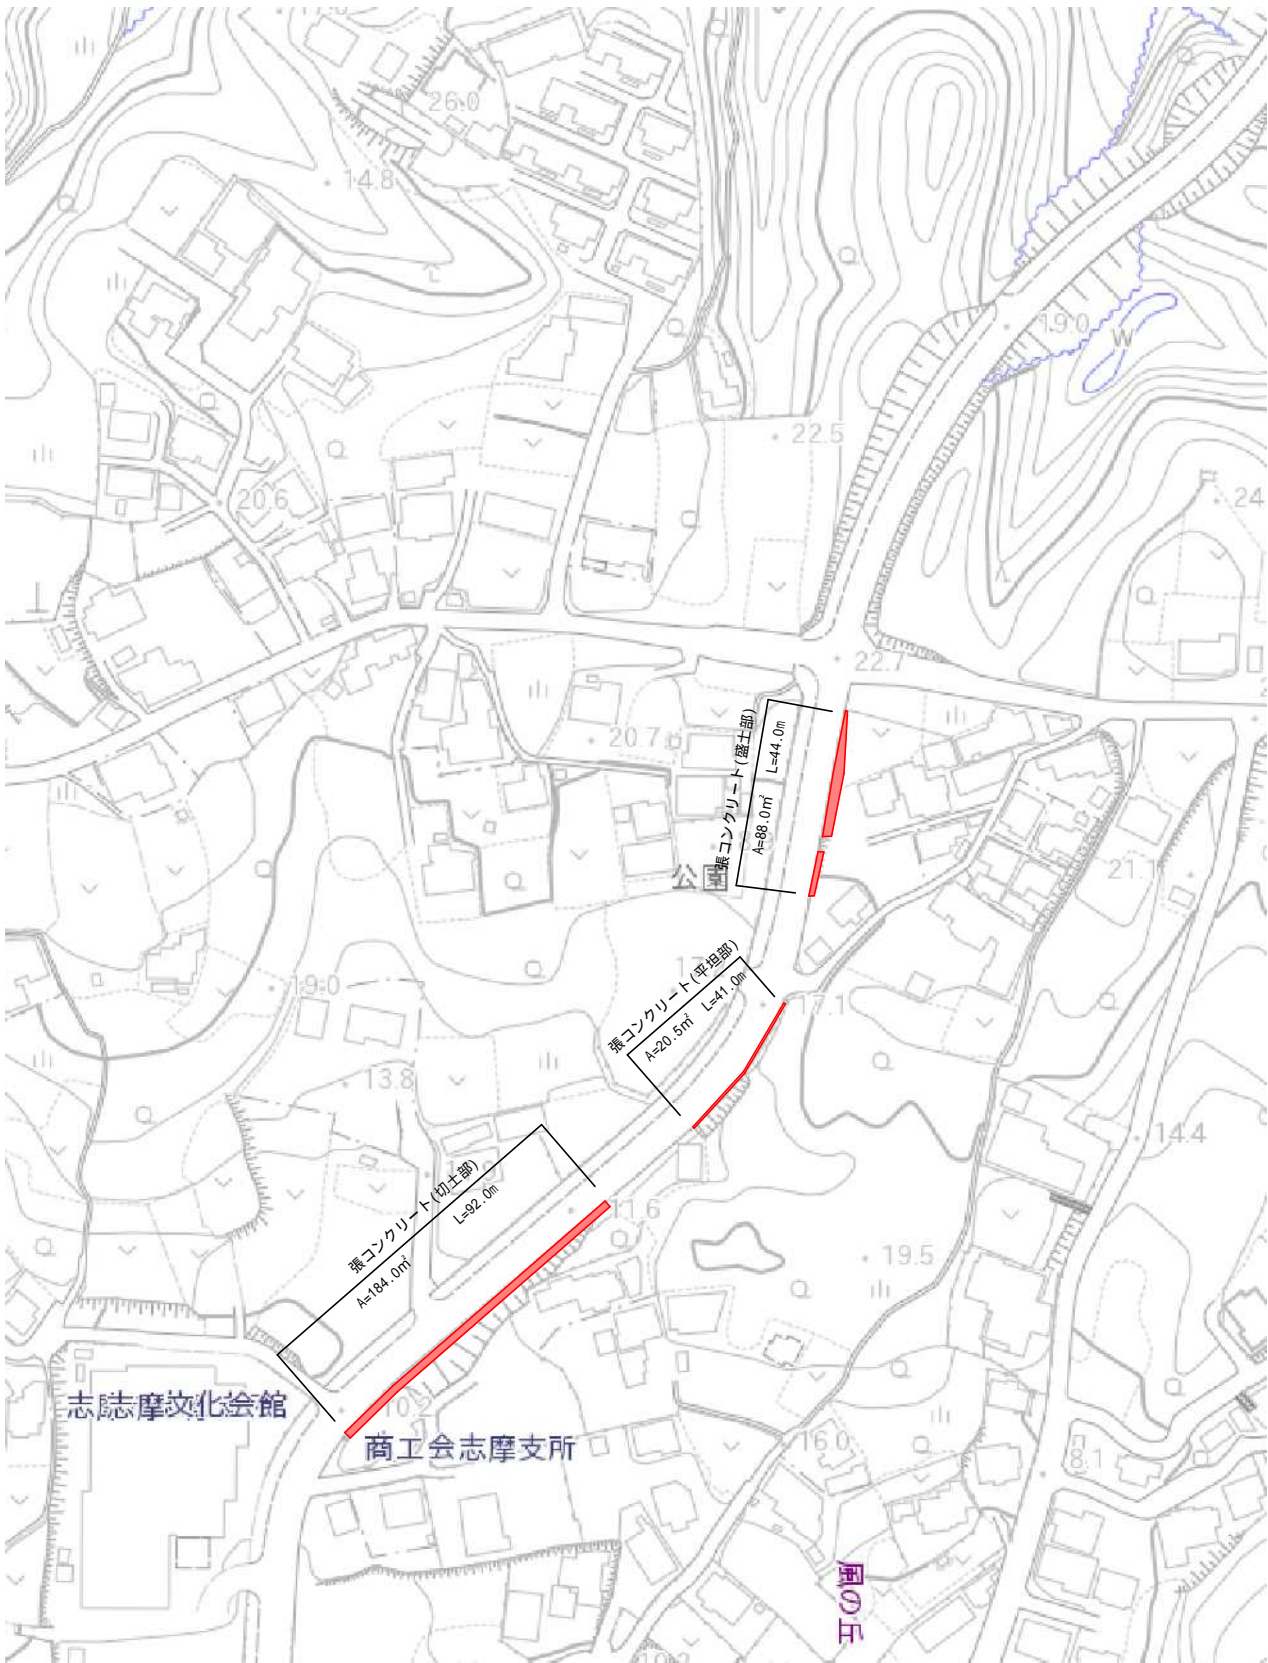 26.0
14.8
19.0
W
22.5
24
20.6
22.7
20.7
張コンクリート(盛土部)
A=88.0㎡ L=44.0m
公園
21.1
張コンクリート(平坦部)
A=20.5㎡ L=41.0m
17.1
19.0
13.8
14.4
張コンクリート(切土部)
A=184.0㎡ L=92.0m
11.6
19.5
志摩文化会館
10.2
商工会志摩支所
16.0
8.1
風の丘